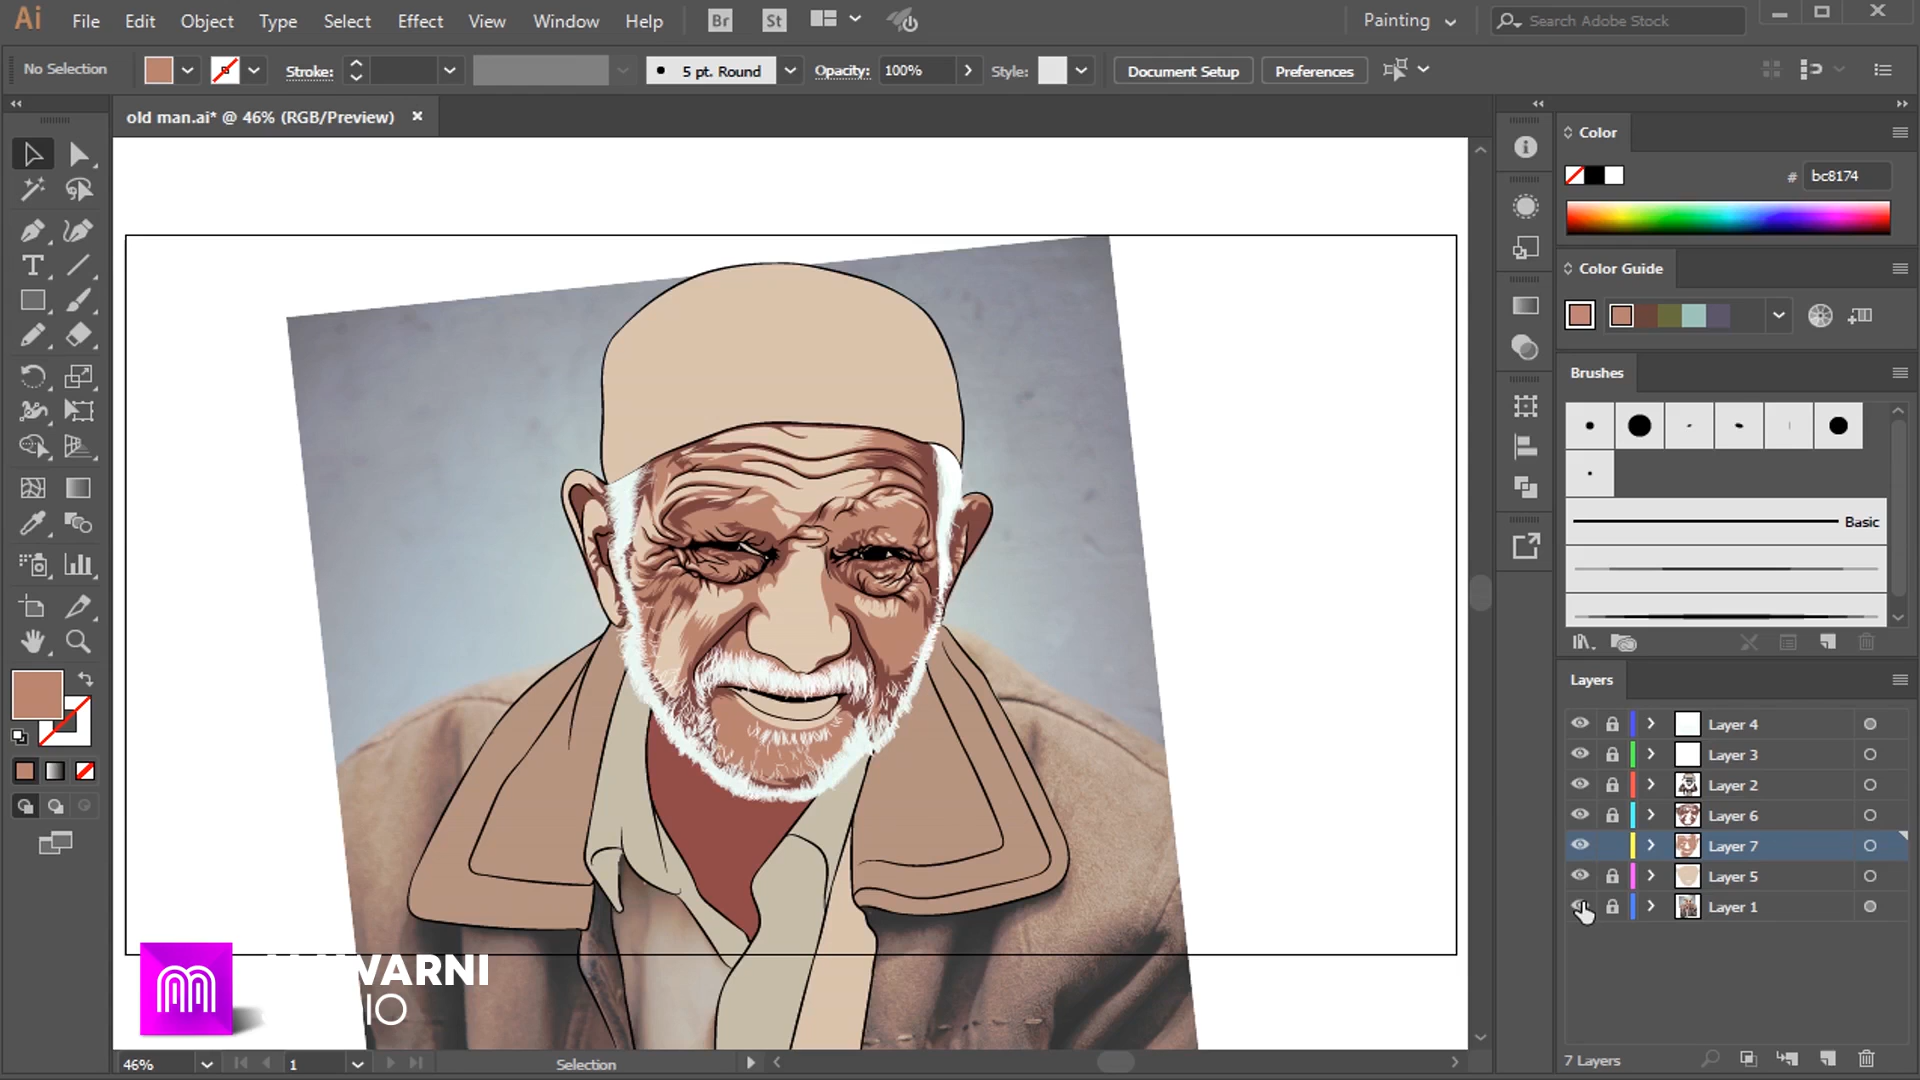 Ai File Edit Object Type Select Effect View Window Help Br St Painting Search Adobe Stock
No Selection Stroke: 5 pt. Round Opacity: 100% Style: Document Setup Preferences
old man.ai* @ 46% (RGB/Preview)
Color
# bc8174
Color Guide
Brushes
Basic
Layers
Layer 4
Layer 3
Layer 2
Layer 6
Layer 7
Layer 5
Layer 1
46% 1 Selection
7 Layers